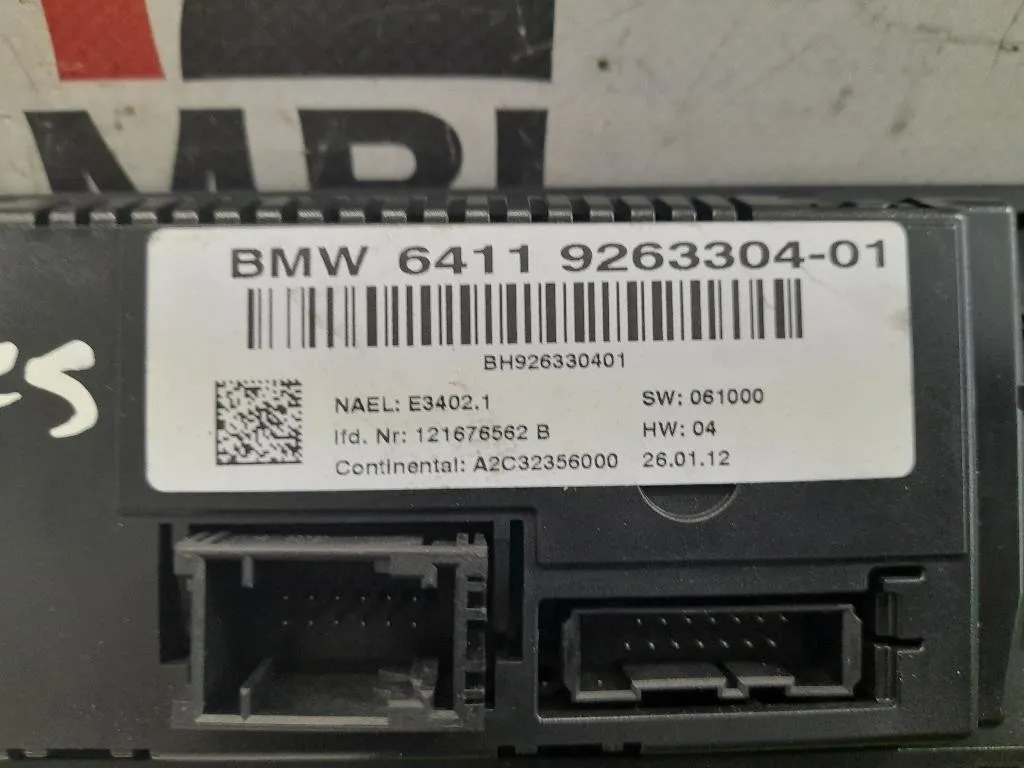 BMW 6411 9263304-01
BH926330401
NAEL: E3402.1
SW: 061000
lfd. Nr: 121676562 B
HW: 04
Continental: A2C32356000
26.01.12